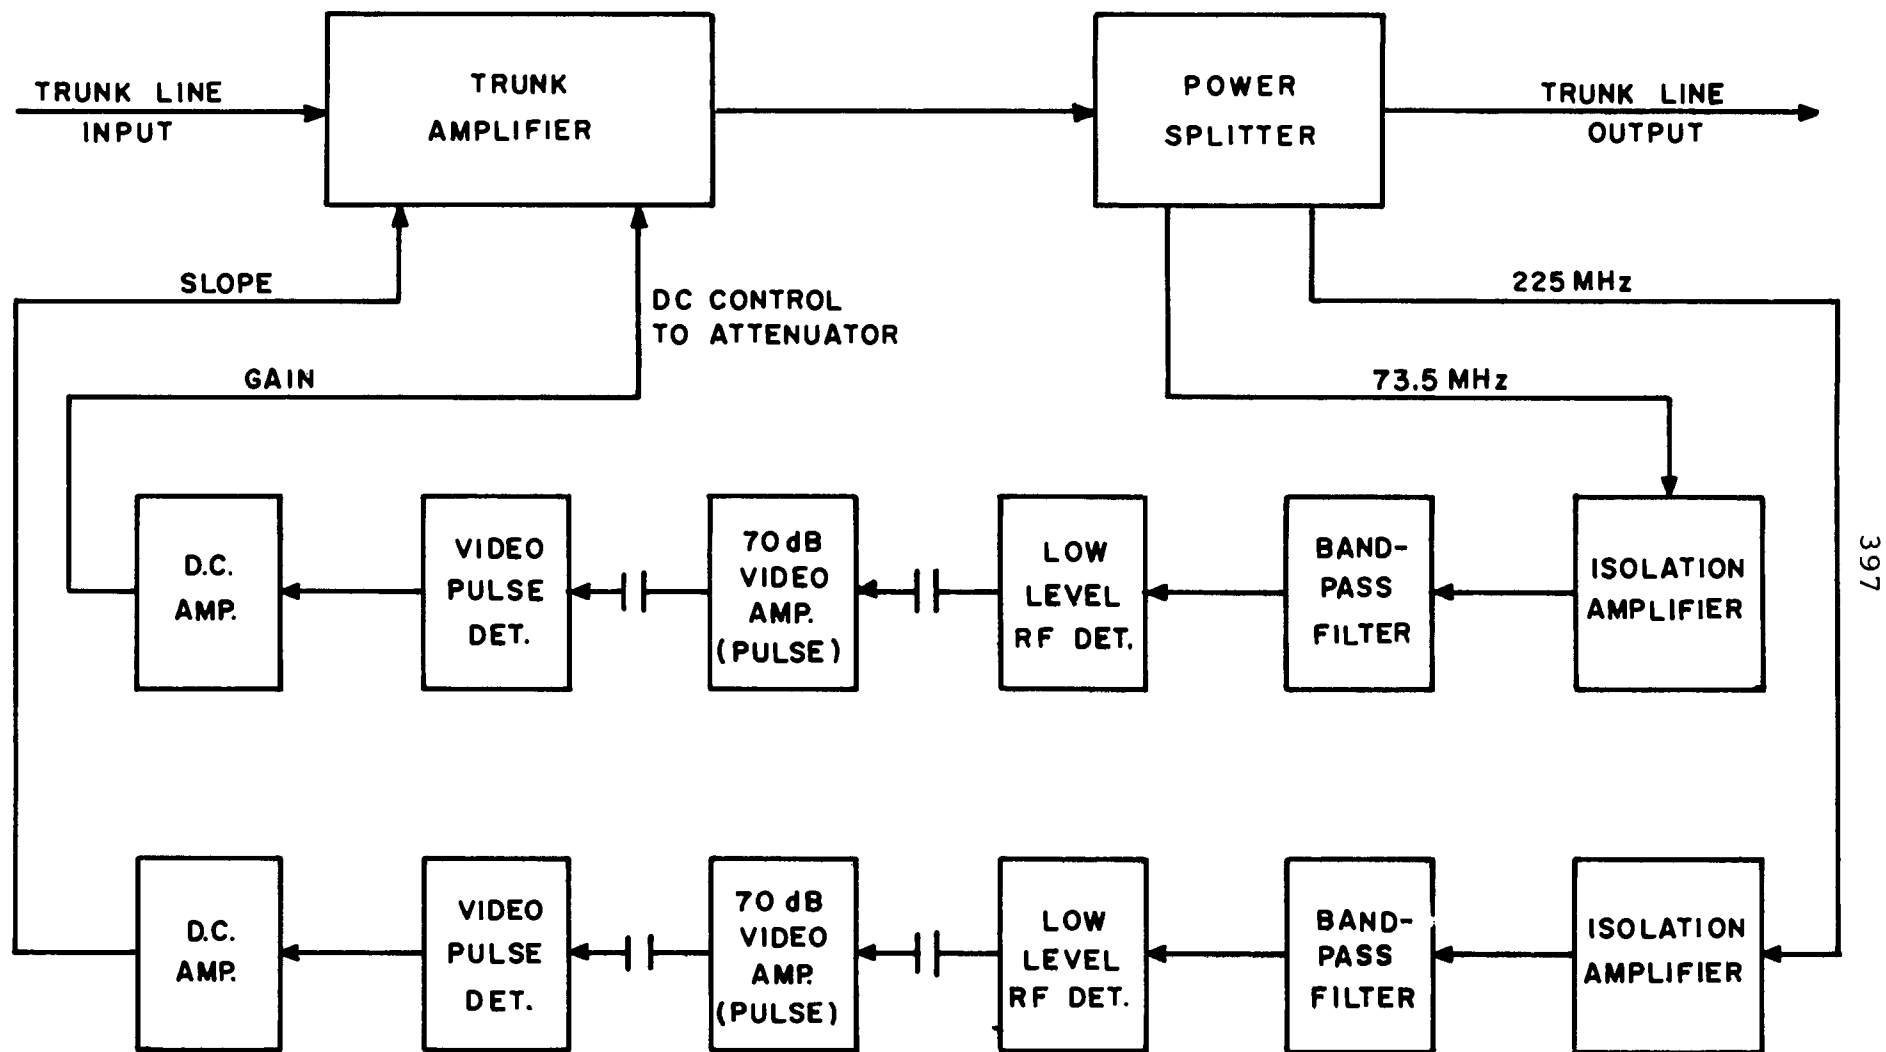 TRUNK LINE
INPUT
TRUNK
AMPLIFIER
POWER
SPLITTER
TRUNK LINE
OUTPUT
SLOPE
DC CONTROL
TO ATTENUATOR
GAIN
225 MHz
73.5 MHz
D.C.
AMP.
VIDEO
PULSE
DET.
70 dB
VIDEO
AMP.
(PULSE)
LOW
LEVEL
RF DET.
BAND-
PASS
FILTER
ISOLATION
AMPLIFIER
397
D.C.
AMP.
VIDEO
PULSE
DET.
70 dB
VIDEO
AMP.
(PULSE)
LOW
LEVEL
RF DET.
BAND-
PASS
FILTER
ISOLATION
AMPLIFIER